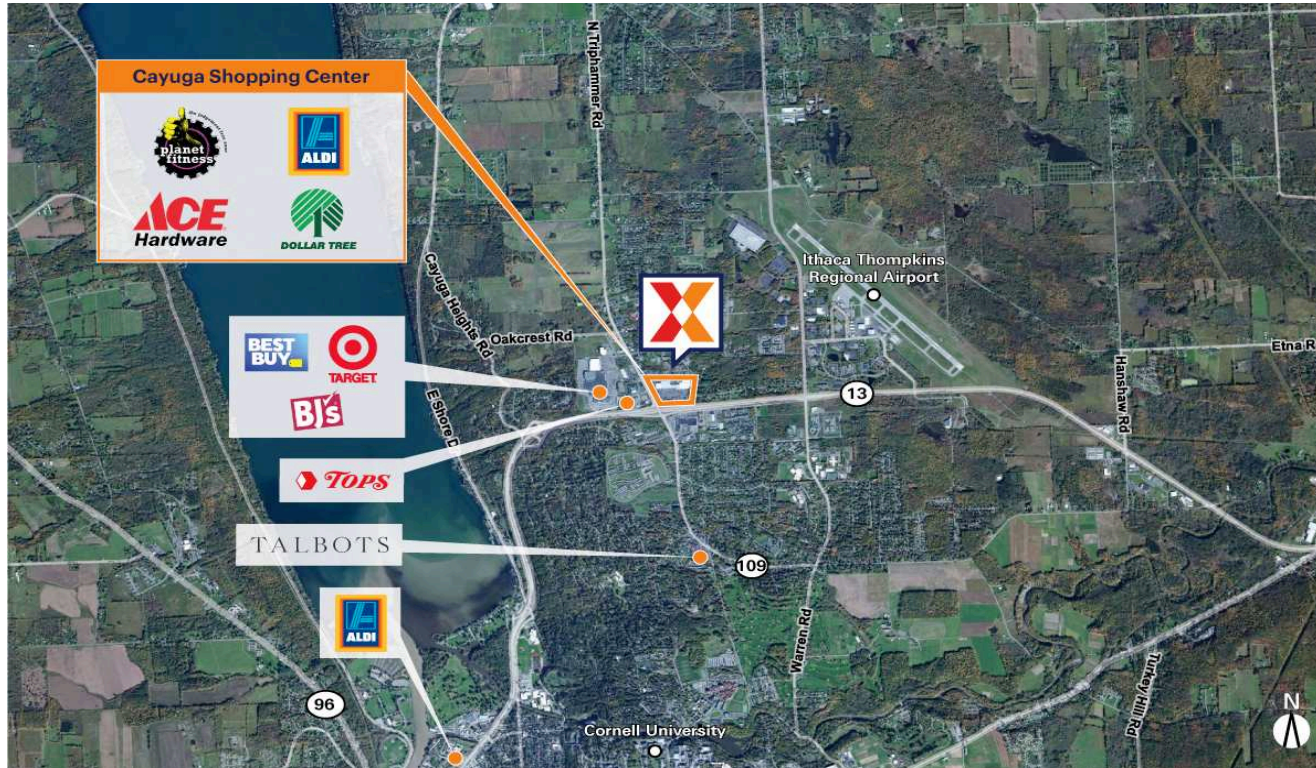 Cayuga Shopping Center
planet
fitness
ALDI
ACE
Hardware
DOLLAR TREE
N Triphammer Rd
Cayuga Heights Rd
Oakcrest Rd
E Shore D
Ithaca Thompkins
Regional Airport
BEST
BUY
TARGET
BJ's
TOPS
TALBOTS
ALDI
13
Hanshaw Rd
Etna R
109
Warren Rd
Turkey Hill Rd
96
Cornell University
N